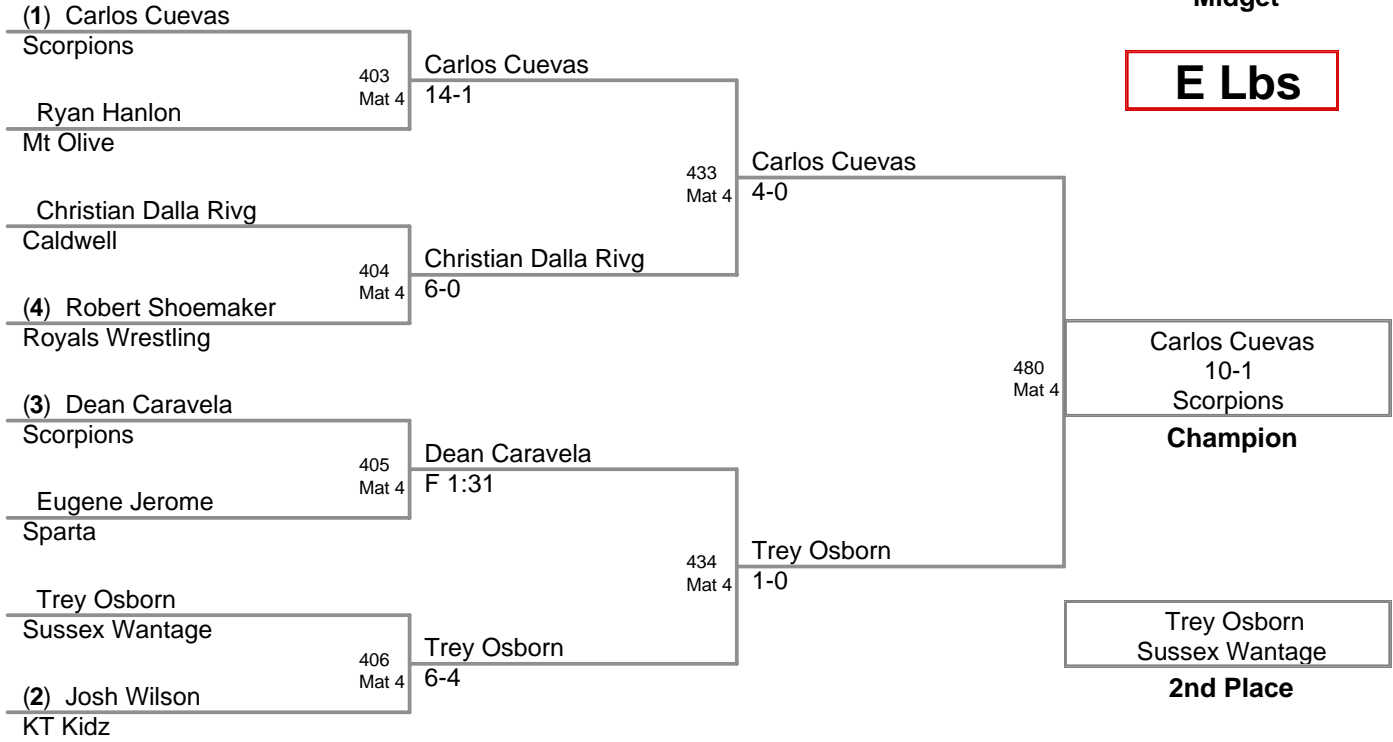 Midget
E Lbs
(1) Carlos Cuevas
Scorpions
403
Mat 4
Ryan Hanlon
Mt Olive
Carlos Cuevas
14-1
Christian Dalla Rivg
Caldwell
404
Mat 4
(4) Robert Shoemaker
Royals Wrestling
Christian Dalla Rivg
6-0
433
Mat 4
Carlos Cuevas
4-0
(3) Dean Caravela
Scorpions
405
Mat 4
Eugene Jerome
Sparta
Dean Caravela
F 1:31
Trey Osborn
Sussex Wantage
406
Mat 4
(2) Josh Wilson
KT Kidz
Trey Osborn
6-4
434
Mat 4
Trey Osborn
1-0
480
Mat 4
Carlos Cuevas
10-1
Scorpions
Champion
Trey Osborn
Sussex Wantage
2nd Place